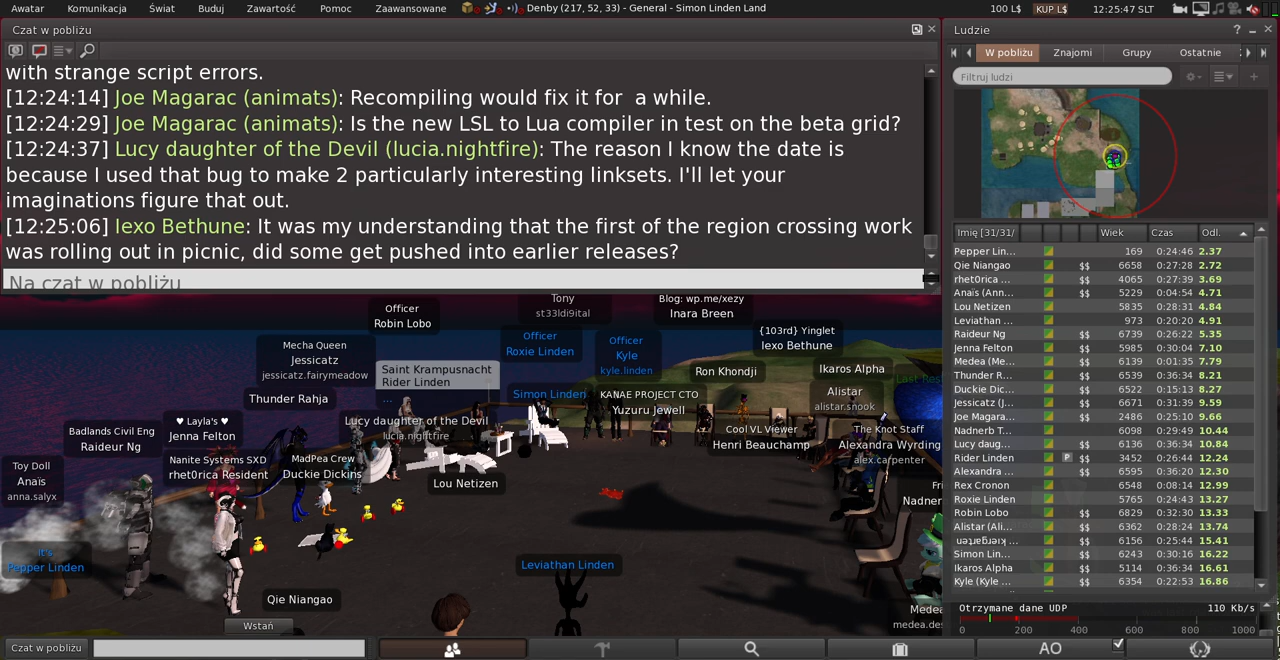 Awatar Komunikacja Świat Buduj Zawartość Pomoc Zaawansowane Denby (217, 52, 33) - General - Simon Linden Land 100 L$ KUP L$ 12:25:47 SLT
Czat w pobliżu
with strange script errors.
[12:24:14] Joe Magarac (animats): Recompiling would fix it for  a while.
[12:24:29] Joe Magarac (animats): Is the new LSL to Lua compiler in test on the beta grid?
[12:24:37] Lucy daughter of the Devil (lucia.nightfire): The reason I know the date is
because I used that bug to make 2 particularly interesting linksets. I'll let your
imaginations figure that out.
[12:25:06] Iexo Bethune: It was my understanding that the first of the region crossing work
was rolling out in picnic, did some get pushed into earlier releases?
Na czat w pobliżu
Tony
st33ldi9ital
Blog: wp.me/xezy
Inara Breen
Officer
Robin Lobo
{103rd} Yinglet
Iexo Bethune
Officer
Roxie Linden
Officer
Kyle
kyle.linden
Mecha Queen
Jessicatz
jessicatz.fairymeadow
Saint Krampusnacht
Rider Linden
...
Ron Khondji
Ikaros Alpha
Last Res
Thunder Rahja
Simon Linden
KANAE PROJECT CTO
Yuzuru Jewell
Alistar
alistar.snook
♥ Layla's ♥
Jenna Felton
Lucy daughter of the Devil
lucia.nightfire
Badlands Civil Eng
Raideur Ng
Cool VL Viewer
Henri Beauchamp
The Knot Staff
Alexandra Wyrding
alex.carpenter
Nanite Systems SXD
rhet0rica Resident
MadPea Crew
Duckie Dickins
Toy Doll
Anaïs
anna.salyx
Lou Netizen
Fri
Nadner
It's
Pepper Linden
Leviathan Linden
Qie Niangao
Medea
medea.des
Wstań
Czat w pobliżu
Ludzie
W pobliżu Znajomi Grupy Ostatnie
Filtruj ludzi
Imię [31/31/ Wiek Czas Odl.
Pepper Lin... 169 0:24:46 2.37
Qie Niangao $$ 6658 0:27:28 2.72
rhet0rica ... $$ 4065 0:27:39 3.69
Anaïs (Ann... $$ 5229 0:04:54 4.71
Lou Netizen 5835 0:28:31 4.84
Leviathan ... 973 0:20:20 4.91
Raideur Ng $$ 6739 0:26:22 5.35
Jenna Felton $$ 5985 0:30:04 7.10
Medea (Me... $$ 6139 0:01:35 7.79
Thunder R... $$ 6539 0:36:34 8.21
Duckie Dic... $$ 6522 0:15:13 8.27
Jessicatz (J... $$ 6671 0:31:39 9.59
Joe Magara... $$ 2486 0:25:10 9.66
Nadnerb T... 6098 0:29:49 10.44
Lucy daug... $$ 6136 0:36:34 10.84
Rider Linden P $$ 3452 0:26:44 12.24
Alexandra ... $$ 6595 0:36:20 12.30
Rex Cronon 6548 0:08:14 12.99
Roxie Linden 5765 0:24:43 13.27
Robin Lobo $$ 6829 0:32:30 13.33
Alistar (Ali... $$ 6362 0:28:24 13.74
$$ 6156 0:25:44 15.41
Simon Lin... $$ 6243 0:30:16 16.22
Ikaros Alpha $$ 5114 0:36:34 16.61
Kyle (Kyle ... $$ 6354 0:22:53 16.86
Otrzymane dane UDP 110 Kb/s
0 200 400 600 800 1000
AO